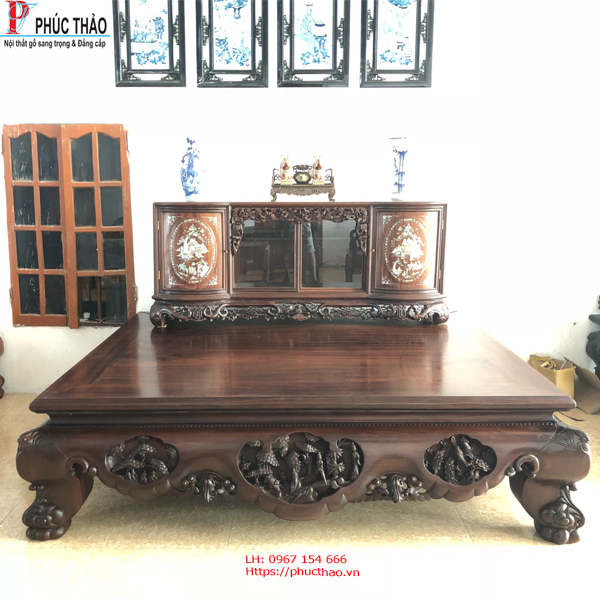 PHÚC THẢO
Nội thất gỗ sang trọng & Đẳng cấp
LH: 0967 154 666
Https://phucthao.vn